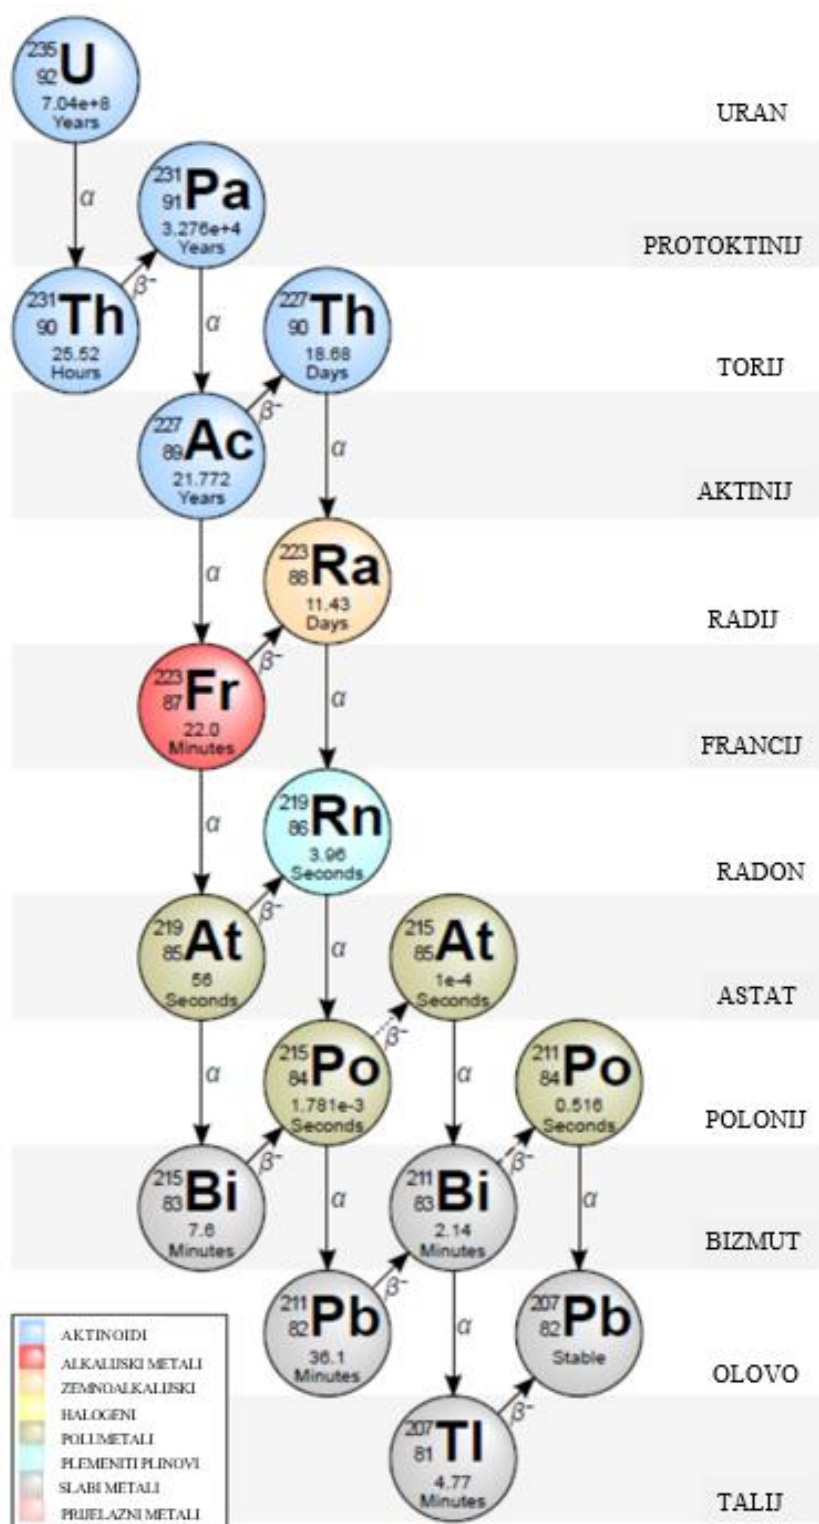 235
92 U
7.04e+8
Years
URAN
α
231
91 Pa
3.276e+4
Years
PROTOKTINIJ
β⁻
231
90 Th
25.52
Hours
α
227
90 Th
18.68
Days
TORIJ
β⁻
227
89 Ac
21.772
Years
α
AKTINIJ
α
223
88 Ra
11.43
Days
RADIJ
β⁻
223
87 Fr
22.0
Minutes
α
FRANCIJ
α
219
86 Rn
3.96
Seconds
RADON
β⁻
219
85 At
56
Seconds
α
215
85 At
1e-4
Seconds
ASTAT
β⁻
α
215
84 Po
1.781e-3
Seconds
α
211
84 Po
0.516
Seconds
POLONIJ
β⁻
β⁻
215
83 Bi
7.6
Minutes
α
211
83 Bi
2.14
Minutes
α
BIZMUT
β⁻
211
82 Pb
36.1
Minutes
α
207
82 Pb
Stable
OLOVO
β⁻
207
81 Tl
4.77
Minutes
TALIJ
AKTINOIDI
ALKALIJSKI METALI
ZEMNOALKALIJSKI
HALOGENI
POLUMETALI
PLEMENITI PLINOVI
SLABI METALI
PRIJELAZNI METALI